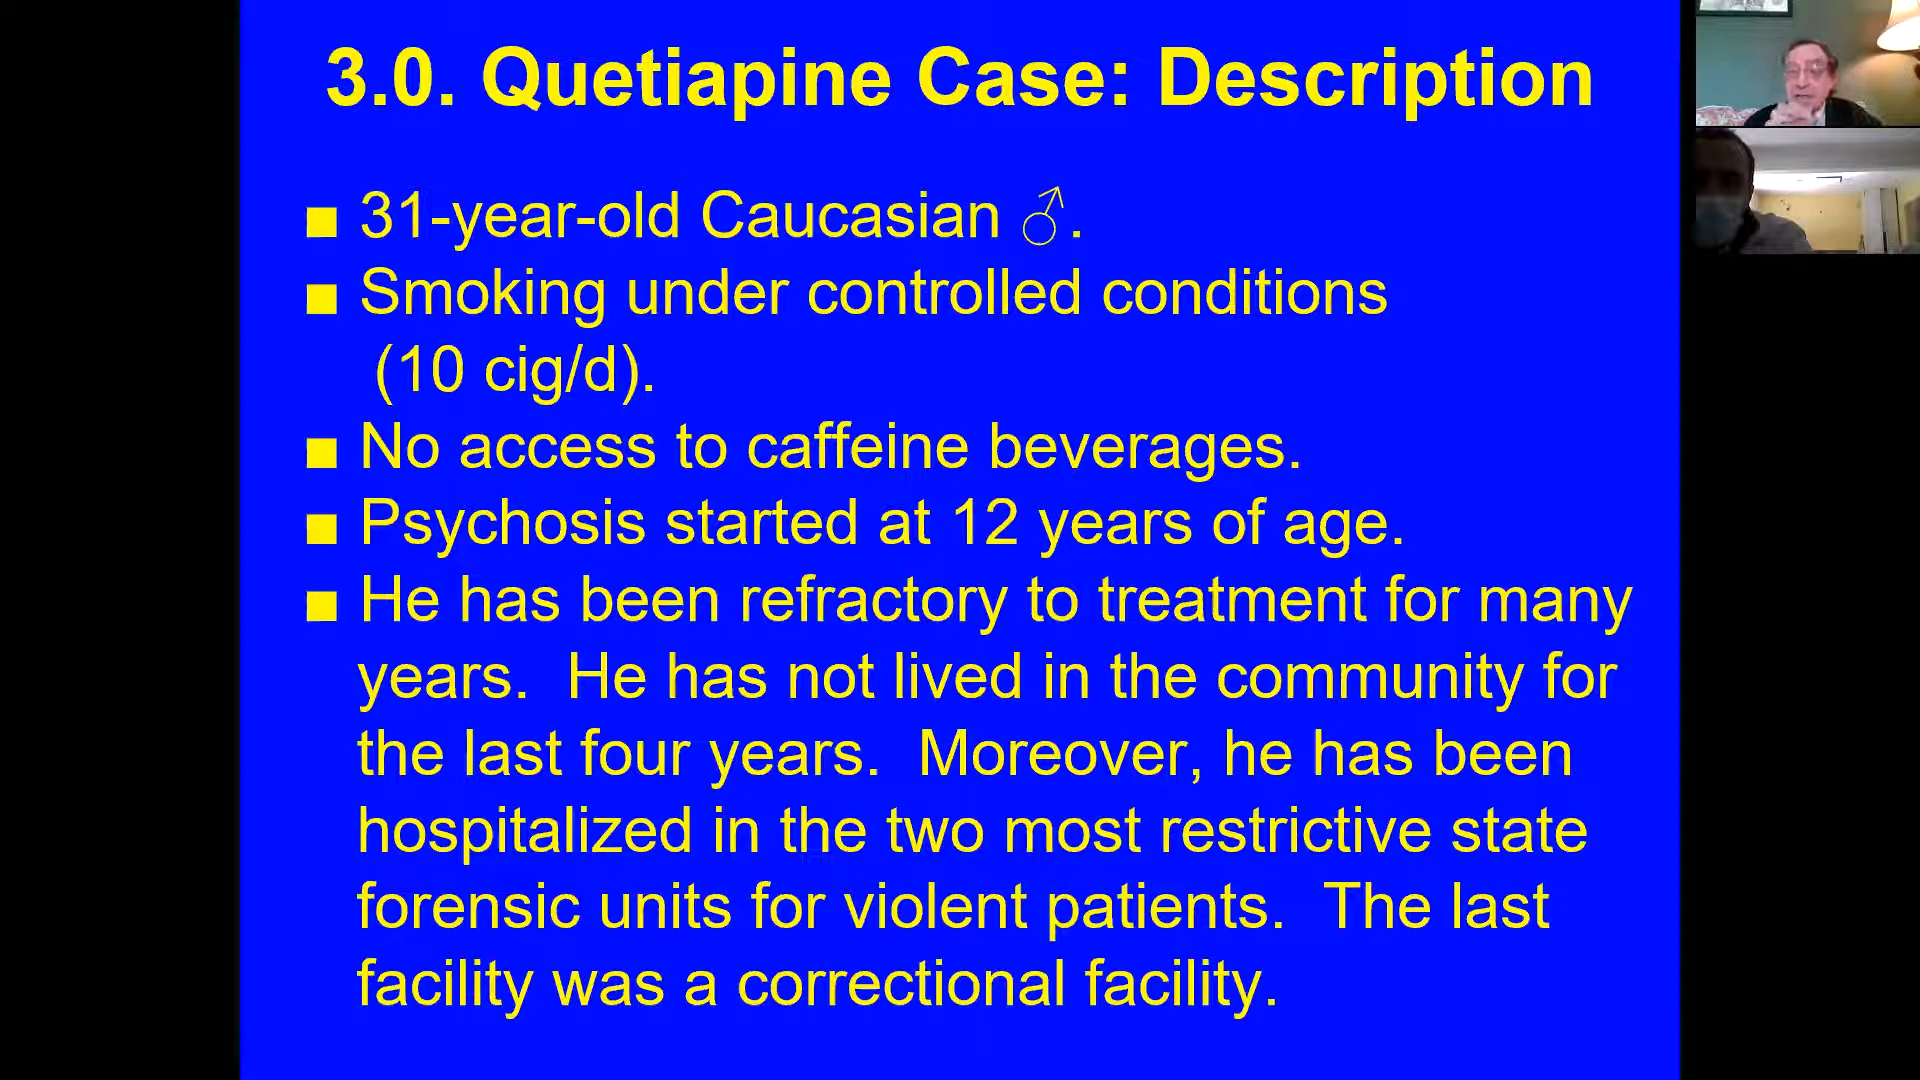 3.0. Quetiapine Case: Description
■ 31-year-old Caucasian ♂.
■ Smoking under controlled conditions
(10 cig/d).
■ No access to caffeine beverages.
■ Psychosis started at 12 years of age.
■ He has been refractory to treatment for many
years.  He has not lived in the community for
the last four years.  Moreover, he has been
hospitalized in the two most restrictive state
forensic units for violent patients.  The last
facility was a correctional facility.